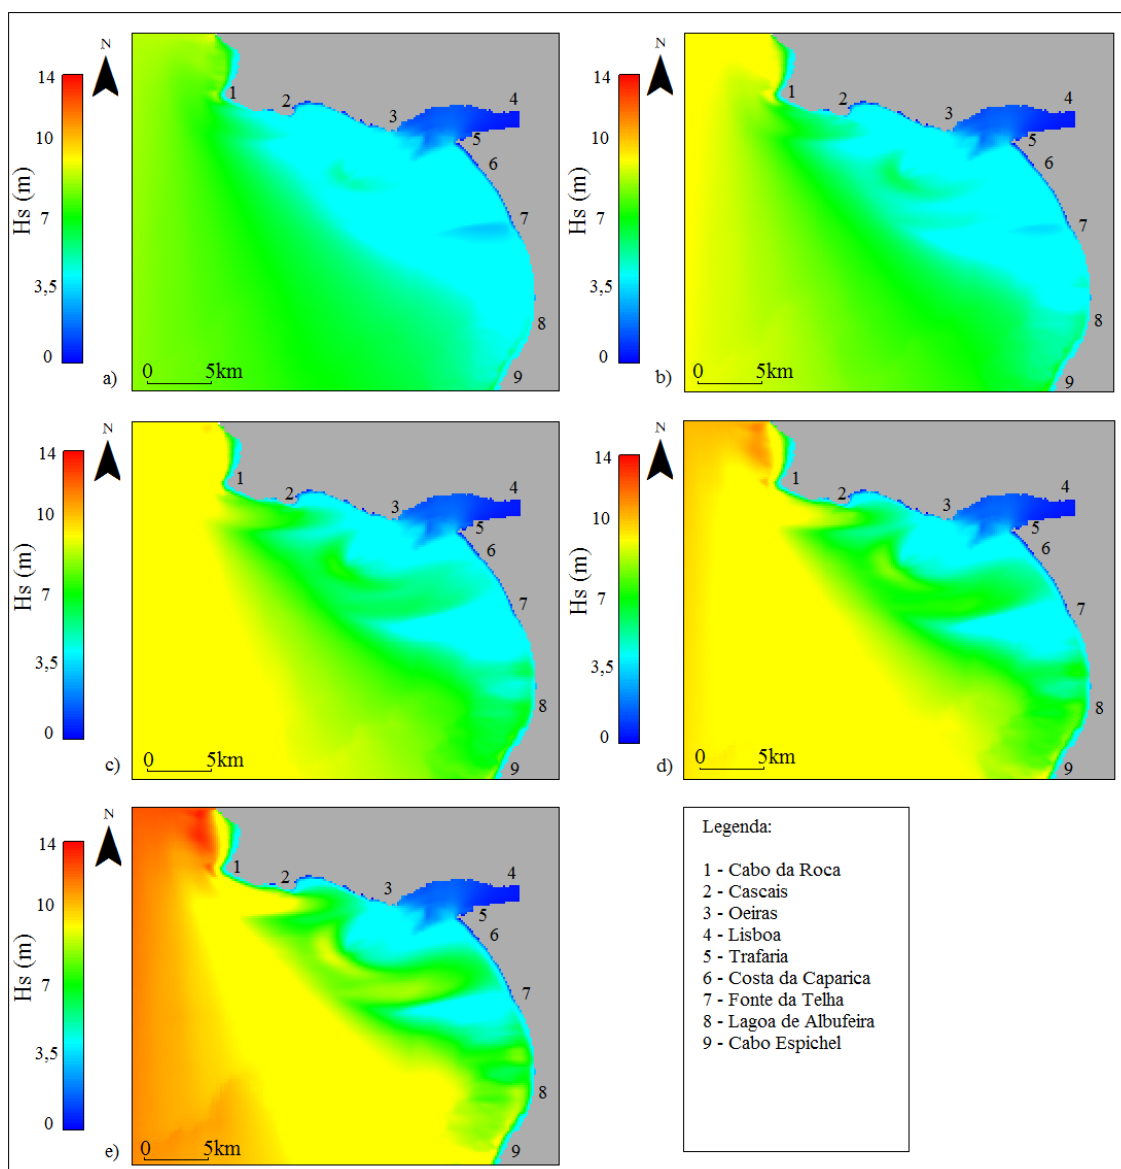 N
14
10
7
3,5
0
Hs (m)
1
2
3
4
5
6
7
8
9
0 5km
a)
N
14
10
7
3,5
0
Hs (m)
1
2
3
4
5
6
7
8
9
0 5km
b)
N
14
10
7
3,5
0
Hs (m)
1
2
3
4
5
6
7
8
9
0 5km
c)
N
14
10
7
3,5
0
Hs (m)
1
2
3
4
5
6
7
8
9
0 5km
d)
N
14
10
7
3,5
0
Hs (m)
1
2
3
4
5
6
7
8
9
0 5km
e)
Legenda:
1 - Cabo da Roca
2 - Cascais
3 - Oeiras
4 - Lisboa
5 - Trafaria
6 - Costa da Caparica
7 - Fonte da Telha
8 - Lagoa de Albufeira
9 - Cabo Espichel